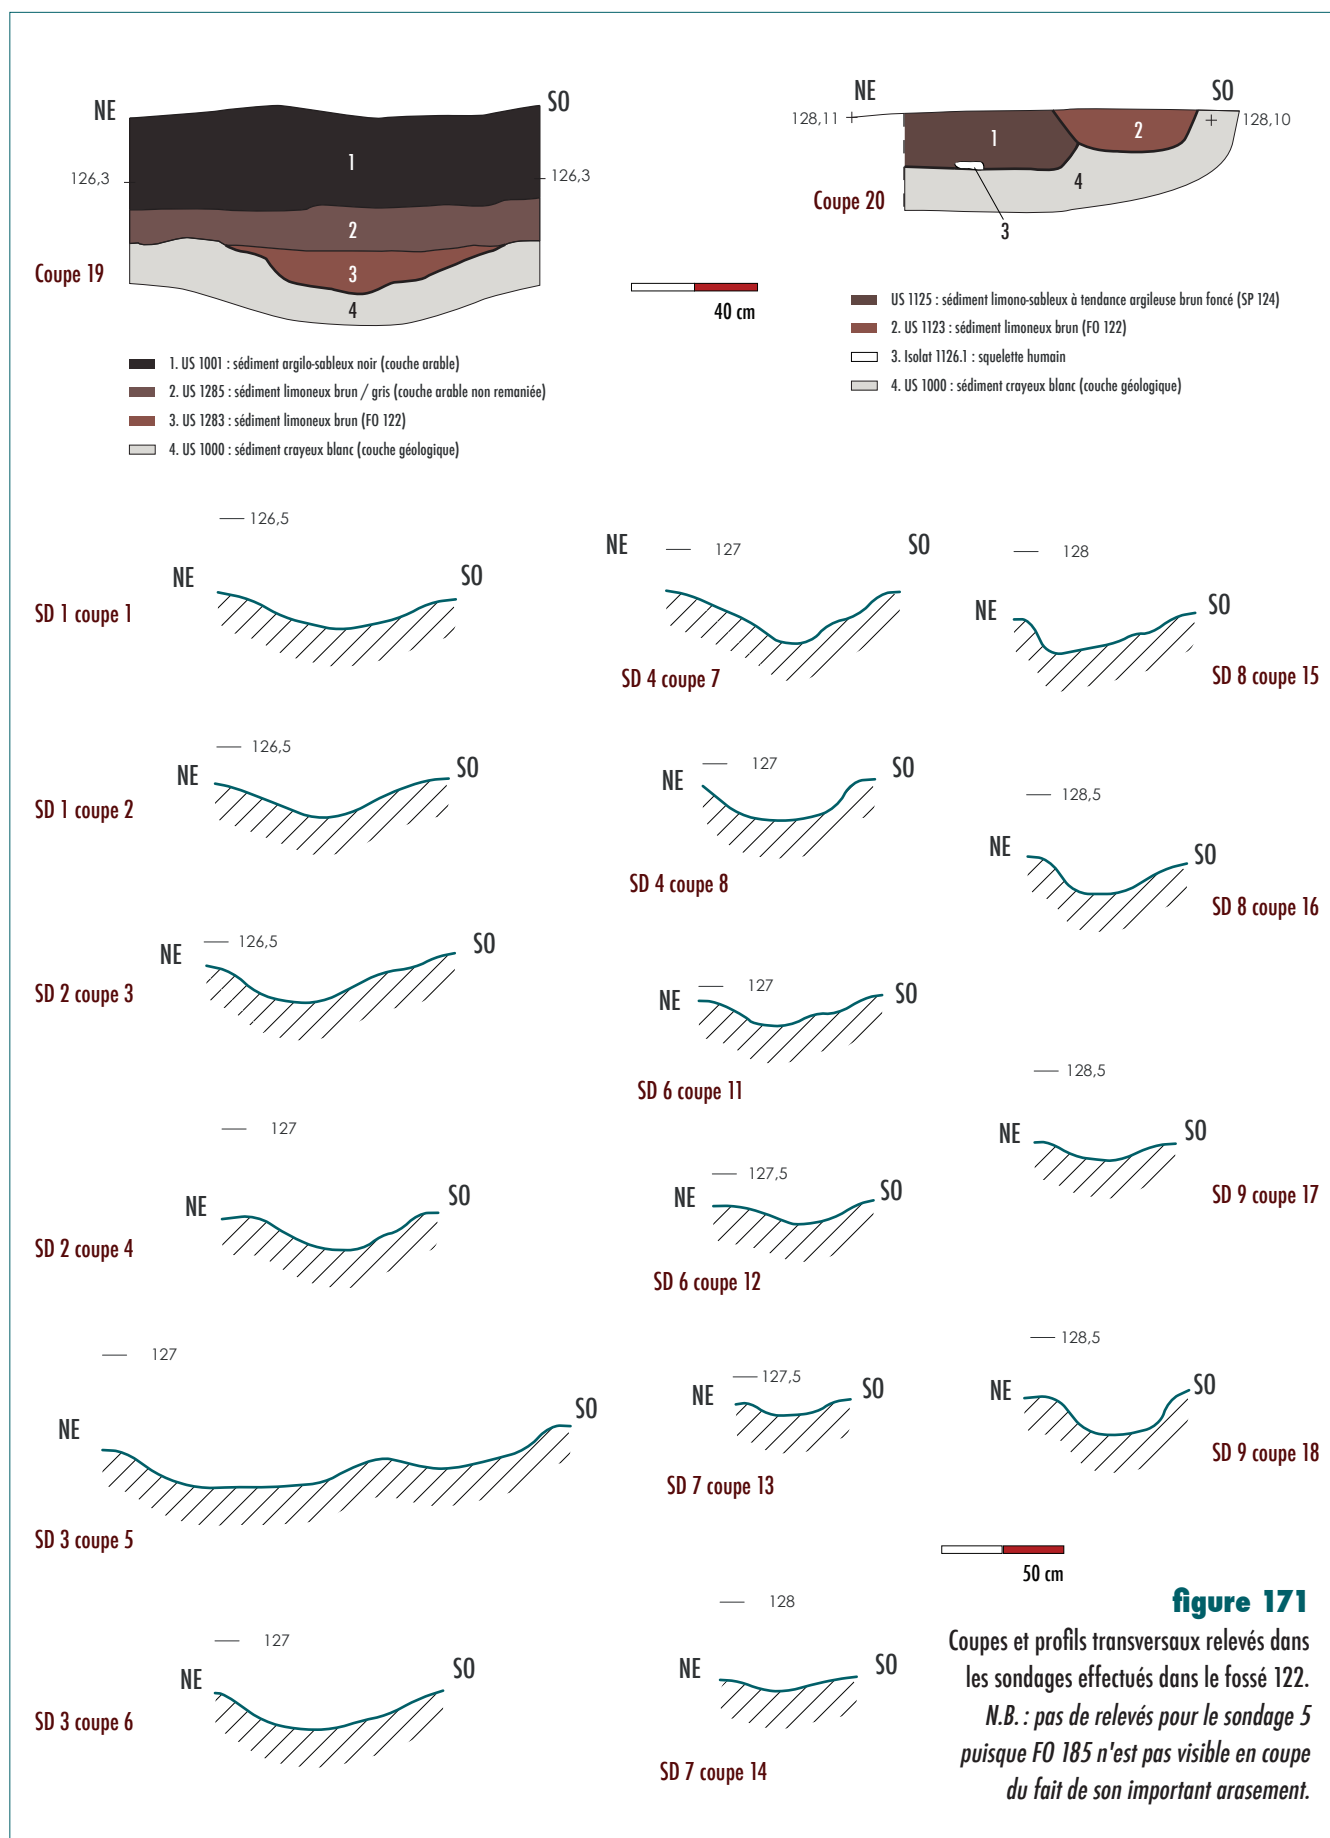 NE
SO
126,3
126,3
1
2
3
4
Coupe 19
NE
SO
128,11
128,10
1
2
4
3
Coupe 20
40 cm
1. US 1001 : sédiment argilo-sableux noir (couche arable)
2. US 1285 : sédiment limoneux brun / gris (couche arable non remaniée)
3. US 1283 : sédiment limoneux brun (FO 122)
4. US 1000 : sédiment crayeux blanc (couche géologique)
US 1125 : sédiment limono-sableux à tendance argileuse brun foncé (SP 124)
2. US 1123 : sédiment limoneux brun (FO 122)
3. Isolat 1126.1 : squelette humain
4. US 1000 : sédiment crayeux blanc (couche géologique)
126,5
NE
SO
SD 1 coupe 1
126,5
NE
SO
SD 1 coupe 2
126,5
NE
SO
SD 2 coupe 3
127
NE
SO
SD 2 coupe 4
127
NE
SO
SD 3 coupe 5
127
NE
SO
SD 3 coupe 6
NE
127
SO
SD 4 coupe 7
127
NE
SO
SD 4 coupe 8
127
NE
SO
SD 6 coupe 11
127,5
NE
SO
SD 6 coupe 12
127,5
NE
SO
SD 7 coupe 13
128
NE
SO
SD 7 coupe 14
128
NE
SO
SD 8 coupe 15
128,5
NE
SO
SD 8 coupe 16
128,5
NE
SO
SD 9 coupe 17
128,5
NE
SO
SD 9 coupe 18
50 cm
figure 171
Coupes et profils transversaux relevés dans
les sondages effectués dans le fossé 122.
N.B. : pas de relevés pour le sondage 5
puisque FO 185 n'est pas visible en coupe
du fait de son important arasement.